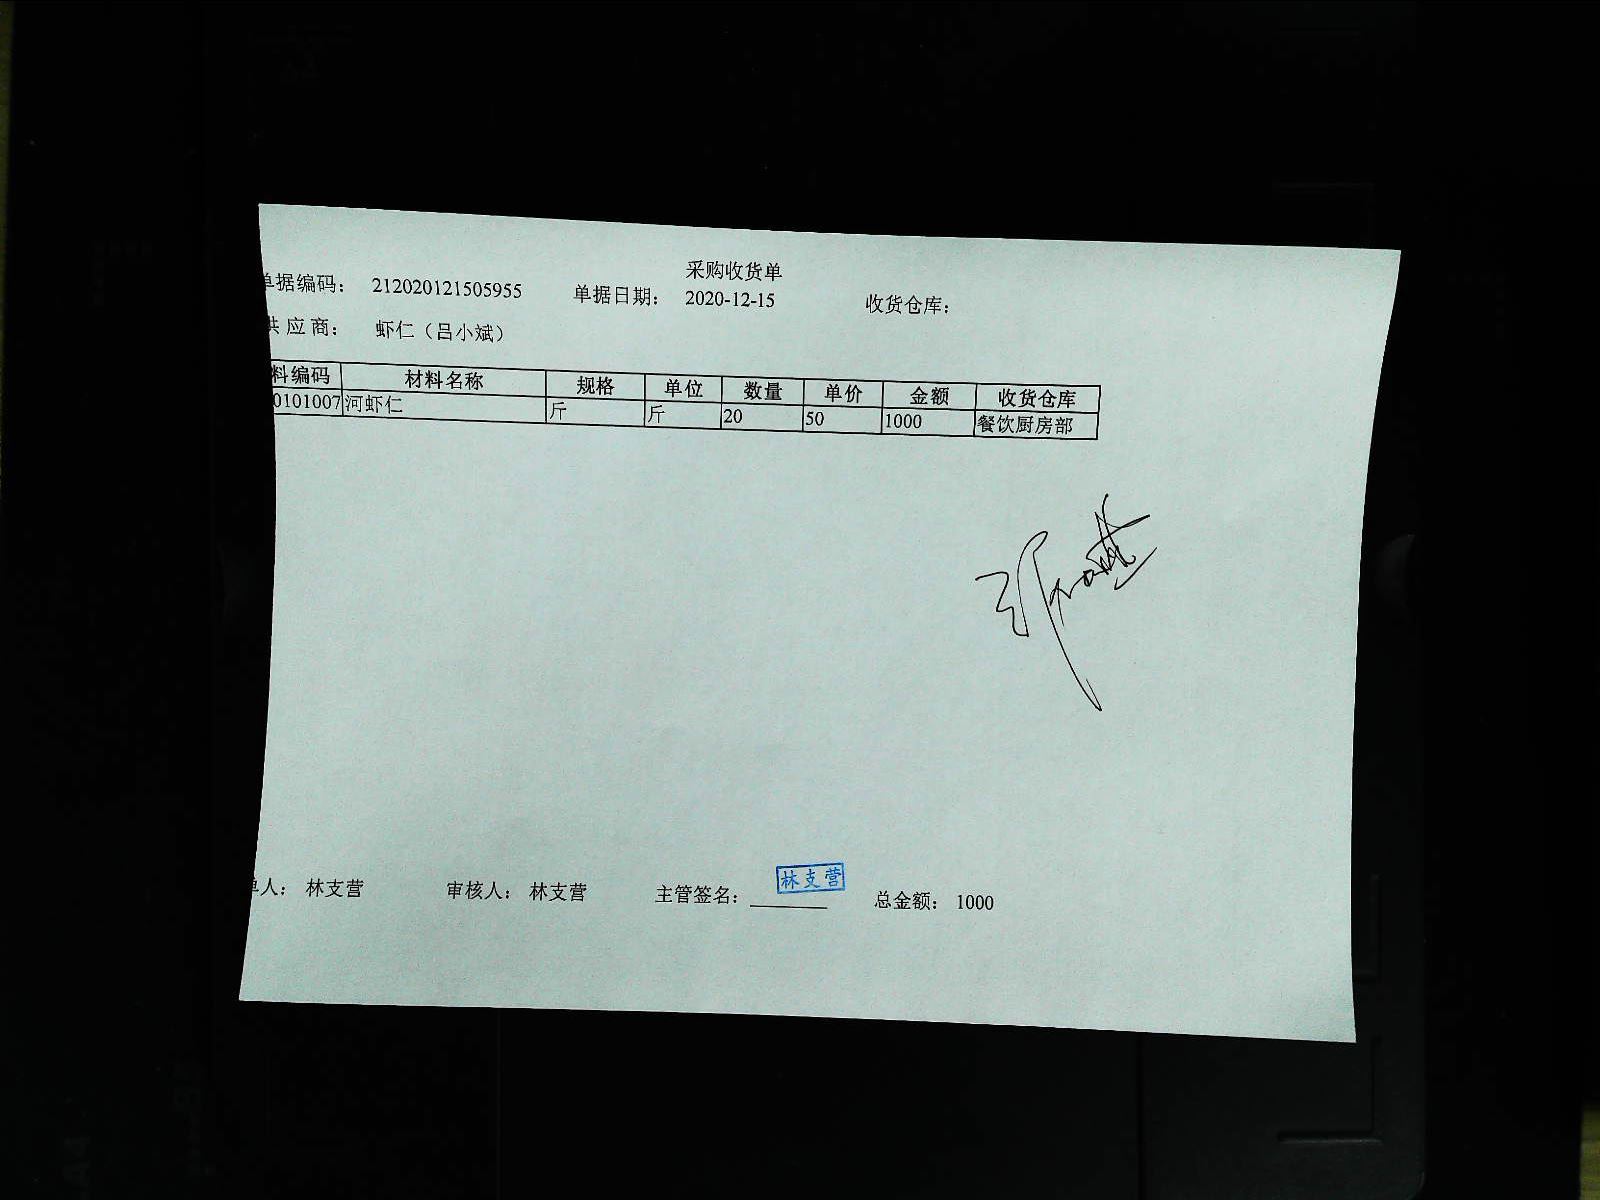 采购收货单
单据编码： 212020121505955 单据日期： 2020-12-15 收货仓库：
供应商： 虾仁（吕小斌）
料编码 材料名称 规格 单位 数量 单价 金额 收货仓库
0101007 河虾仁 斤 斤 20 50 1000 餐饮厨房部
单人： 林支营 审核人： 林支营 主管签名： 林支营 总金额： 1000